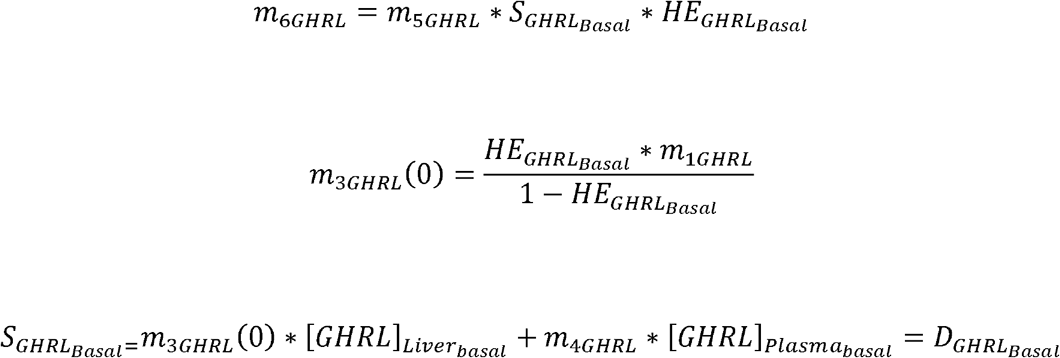 m_{6GHRL} = m_{5GHRL} * S_{GHRL_{Basal}} * HE_{GHRL_{Basal}}
m_{3GHRL}(0) = \frac{HE_{GHRL_{Basal}} * m_{1GHRL}}{1 - HE_{GHRL_{Basal}}}
S_{GHRL_{Basal=}} m_{3GHRL}(0) * [GHRL]_{Liver_{basal}} + m_{4GHRL} * [GHRL]_{Plasma_{basal}} = D_{GHRL_{Basal}}